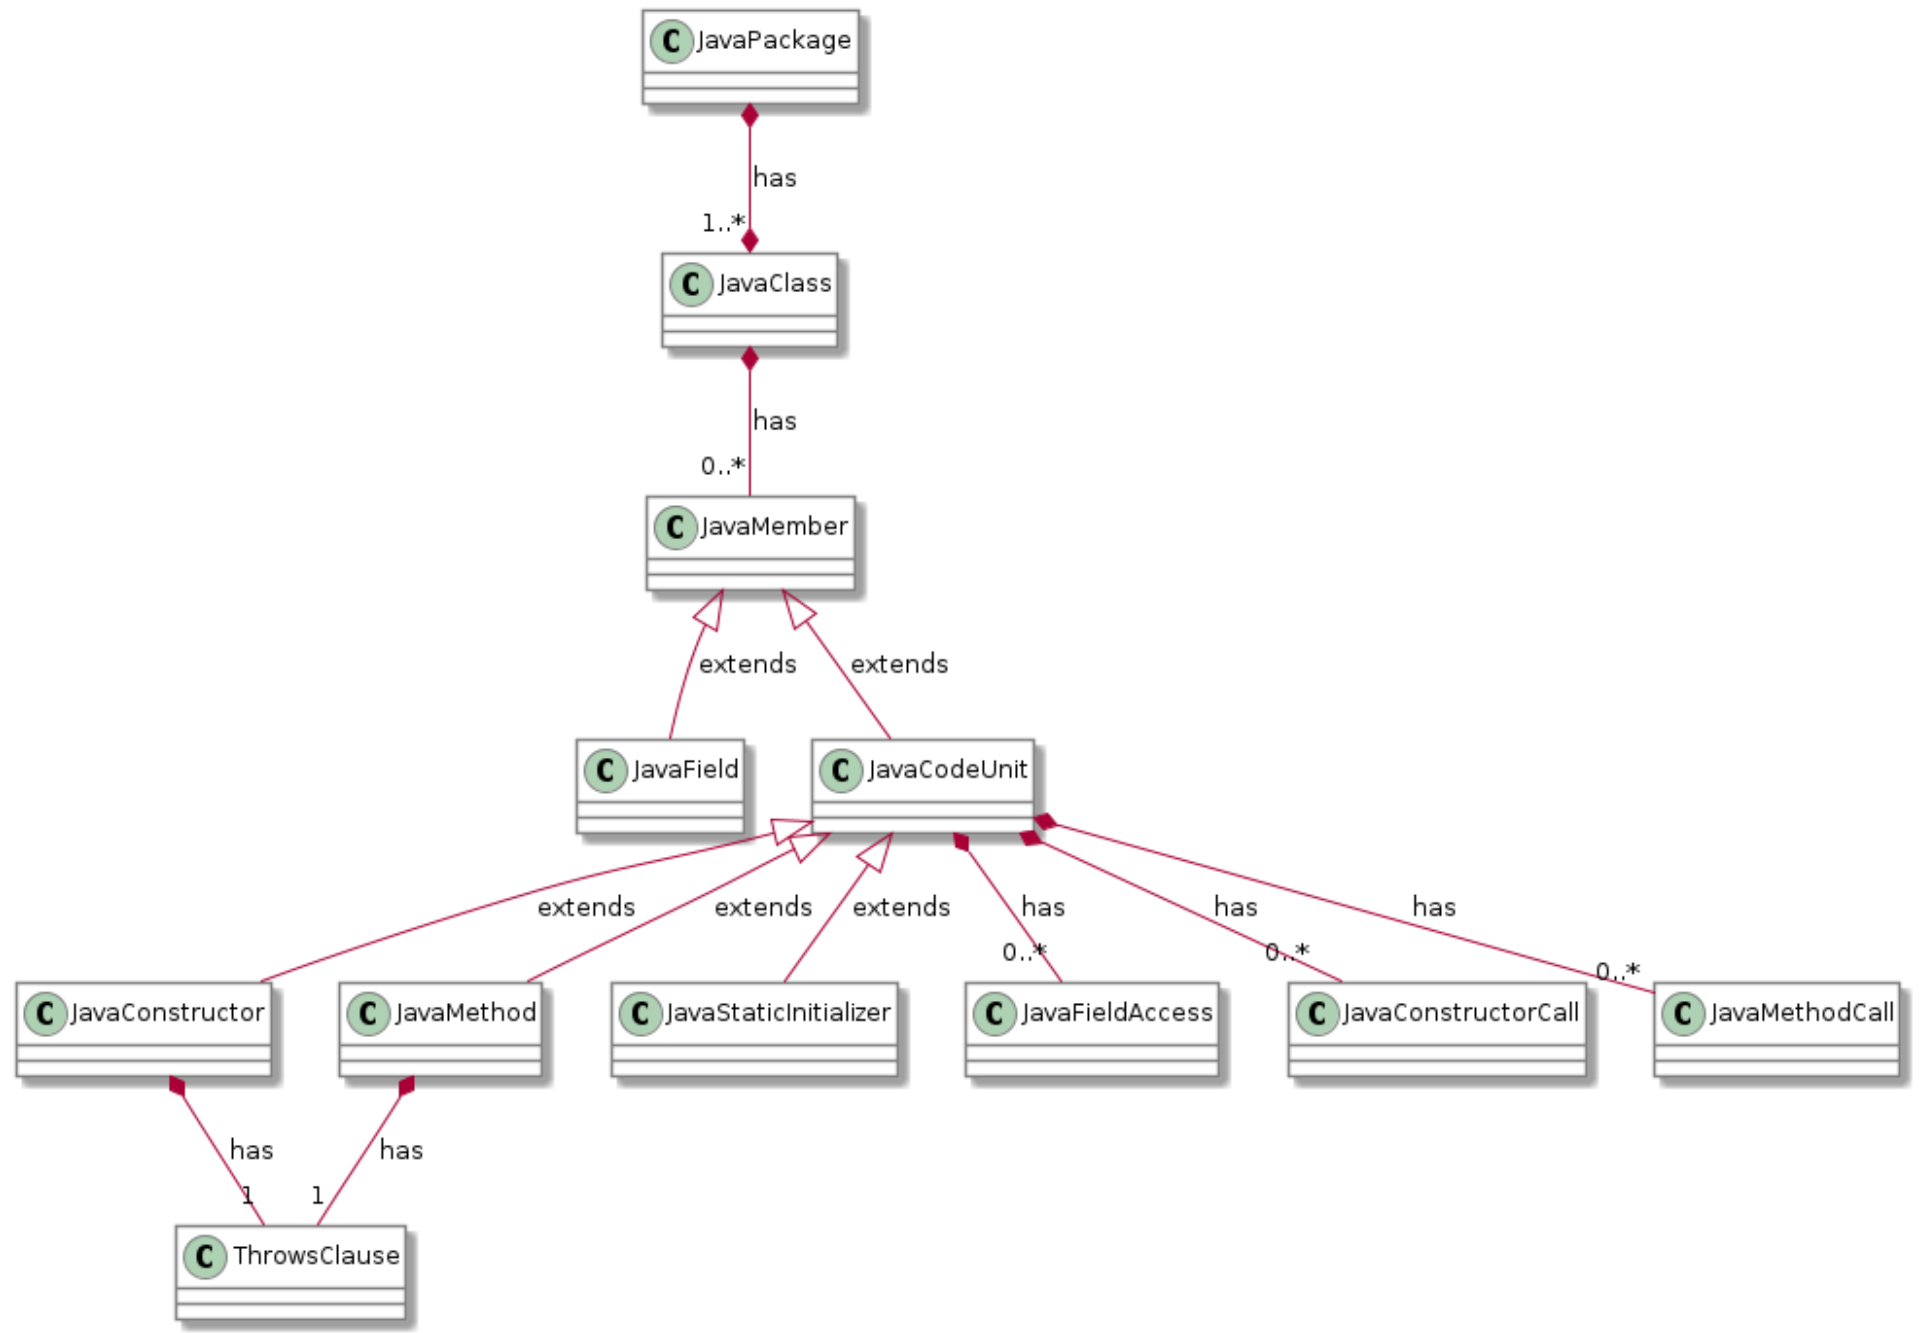 C JavaPackage
has
1..*
C JavaClass
has
0..*
C JavaMember
extends
extends
C JavaField
C JavaCodeUnit
extends
extends
extends
has
has
has
0..*
0..*
0..*
C JavaConstructor
C JavaMethod
C JavaStaticInitializer
C JavaFieldAccess
C JavaConstructorCall
C JavaMethodCall
has
has
1
1
C ThrowsClause